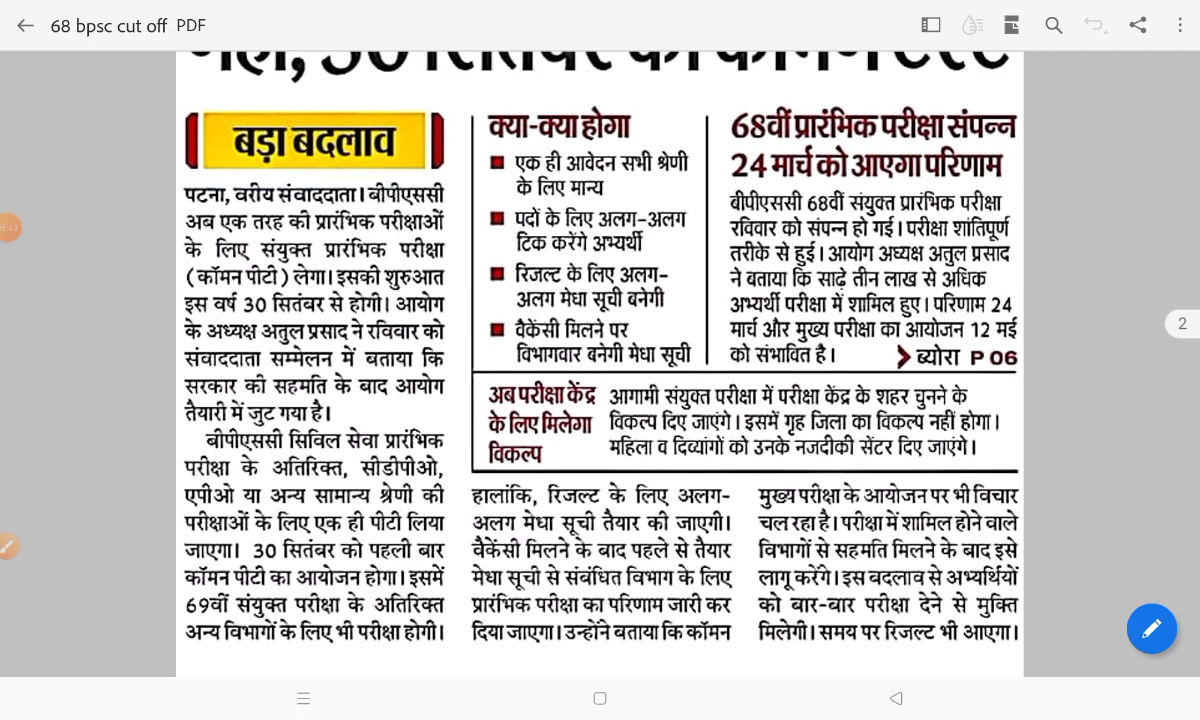 68 bpsc cut off PDF
30 सितंबर को कॉमन टेस्ट
बड़ा बदलाव
पटना, वरीय संवाददाता। बीपीएससी
अब एक तरह की प्रारंभिक परीक्षाओं
के लिए संयुक्त प्रारंभिक परीक्षा
(कॉमन पीटी) लेगा। इसकी शुरुआत
इस वर्ष 30 सितंबर से होगी। आयोग
के अध्यक्ष अतुल प्रसाद ने रविवार को
संवाददाता सम्मेलन में बताया कि
सरकार की सहमति के बाद आयोग
तैयारी में जुट गया है।
बीपीएससी सिविल सेवा प्रारंभिक
परीक्षा के अतिरिक्त, सीडीपीओ,
एपीओ या अन्य सामान्य श्रेणी की
परीक्षाओं के लिए एक ही पीटी लिया
जाएगा। 30 सितंबर को पहली बार
कॉमन पीटी का आयोजन होगा। इसमें
69वीं संयुक्त परीक्षा के अतिरिक्त
अन्य विभागों के लिए भी परीक्षा होगी।
क्या-क्या होगा
एक ही आवेदन सभी श्रेणी
के लिए मान्य
पदों के लिए अलग-अलग
टिक करेंगे अभ्यर्थी
रिजल्ट के लिए अलग-
अलग मेधा सूची बनेगी
वैकेंसी मिलने पर
विभागवार बनेगी मेधा सूची
68वीं प्रारंभिक परीक्षा संपन्न
24 मार्च को आएगा परिणाम
बीपीएससी 68वीं संयुक्त प्रारंभिक परीक्षा
रविवार को संपन्न हो गई। परीक्षा शांतिपूर्ण
तरीके से हुई। आयोग अध्यक्ष अतुल प्रसाद
ने बताया कि साढ़े तीन लाख से अधिक
अभ्यर्थी परीक्षा में शामिल हुए। परिणाम 24
मार्च और मुख्य परीक्षा का आयोजन 12 मई
को संभावित है। ब्योरा P 06
अब परीक्षा केंद्र
के लिए मिलेगा
विकल्प
आगामी संयुक्त परीक्षा में परीक्षा केंद्र के शहर चुनने के
विकल्प दिए जाएंगे। इसमें गृह जिला का विकल्प नहीं होगा।
महिला व दिव्यांगों को उनके नजदीकी सेंटर दिए जाएंगे।
हालांकि, रिजल्ट के लिए अलग-
अलग मेधा सूची तैयार की जाएगी।
वैकेंसी मिलने के बाद पहले से तैयार
मेधा सूची से संबंधित विभाग के लिए
प्रारंभिक परीक्षा का परिणाम जारी कर
दिया जाएगा। उन्होंने बताया कि कॉमन
मुख्य परीक्षा के आयोजन पर भी विचार
चल रहा है। परीक्षा में शामिल होने वाले
विभागों से सहमति मिलने के बाद इसे
लागू करेंगे। इस बदलाव से अभ्यर्थियों
को बार-बार परीक्षा देने से मुक्ति
मिलेगी। समय पर रिजल्ट भी आएगा।
2